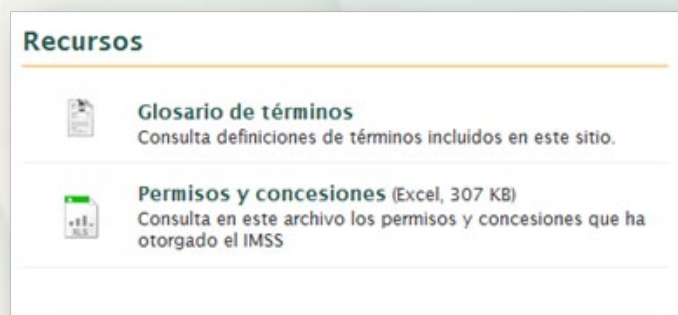 Recursos
Glosario de términos
Consulta definiciones de términos incluidos en este sitio.
Permisos y concesiones (Excel, 307 KB)
Consulta en este archivo los permisos y concesiones que ha
otorgado el IMSS
XLS